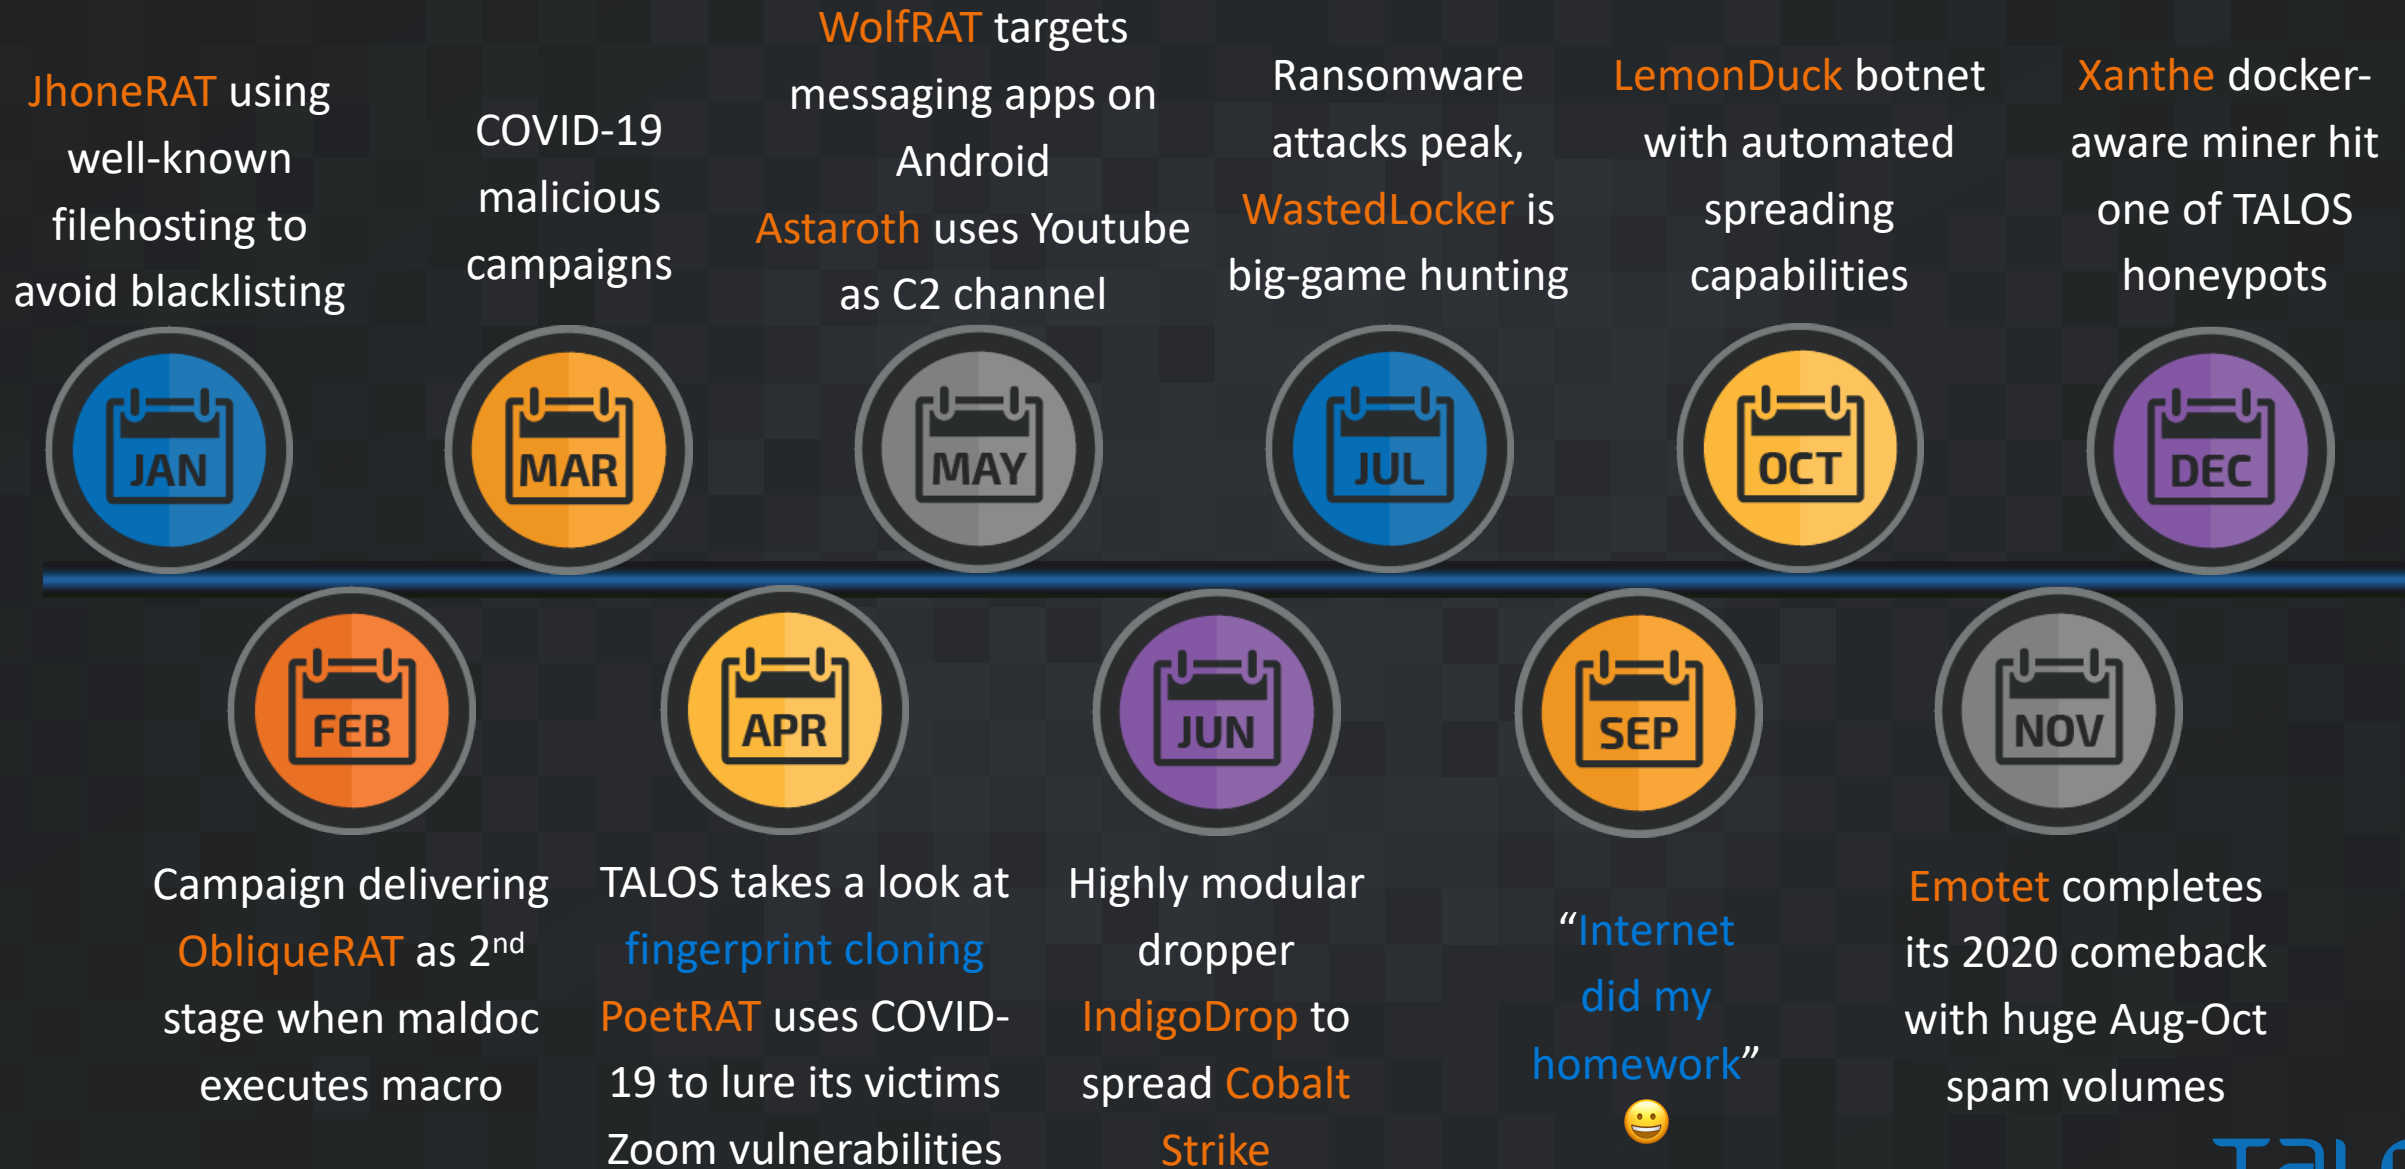 JhoneRAT using
well-known
filehosting to
avoid blacklisting
COVID-19
malicious
campaigns
WolfRAT targets
messaging apps on
Android
Astaroth uses Youtube
as C2 channel
Ransomware
attacks peak,
WastedLocker is
big-game hunting
LemonDuck botnet
with automated
spreading
capabilities
Xanthe docker-
aware miner hit
one of TALOS
honeypots
JAN
MAR
MAY
JUL
OCT
DEC
FEB
APR
JUN
SEP
NOV
Campaign delivering
ObliqueRAT as 2nd
stage when maldoc
executes macro
TALOS takes a look at
fingerprint cloning
PoetRAT uses COVID-
19 to lure its victims
Zoom vulnerabilities
Highly modular
dropper
IndigoDrop to
spread Cobalt
Strike
“Internet
did my
homework”
😀
Emotet completes
its 2020 comeback
with huge Aug-Oct
spam volumes